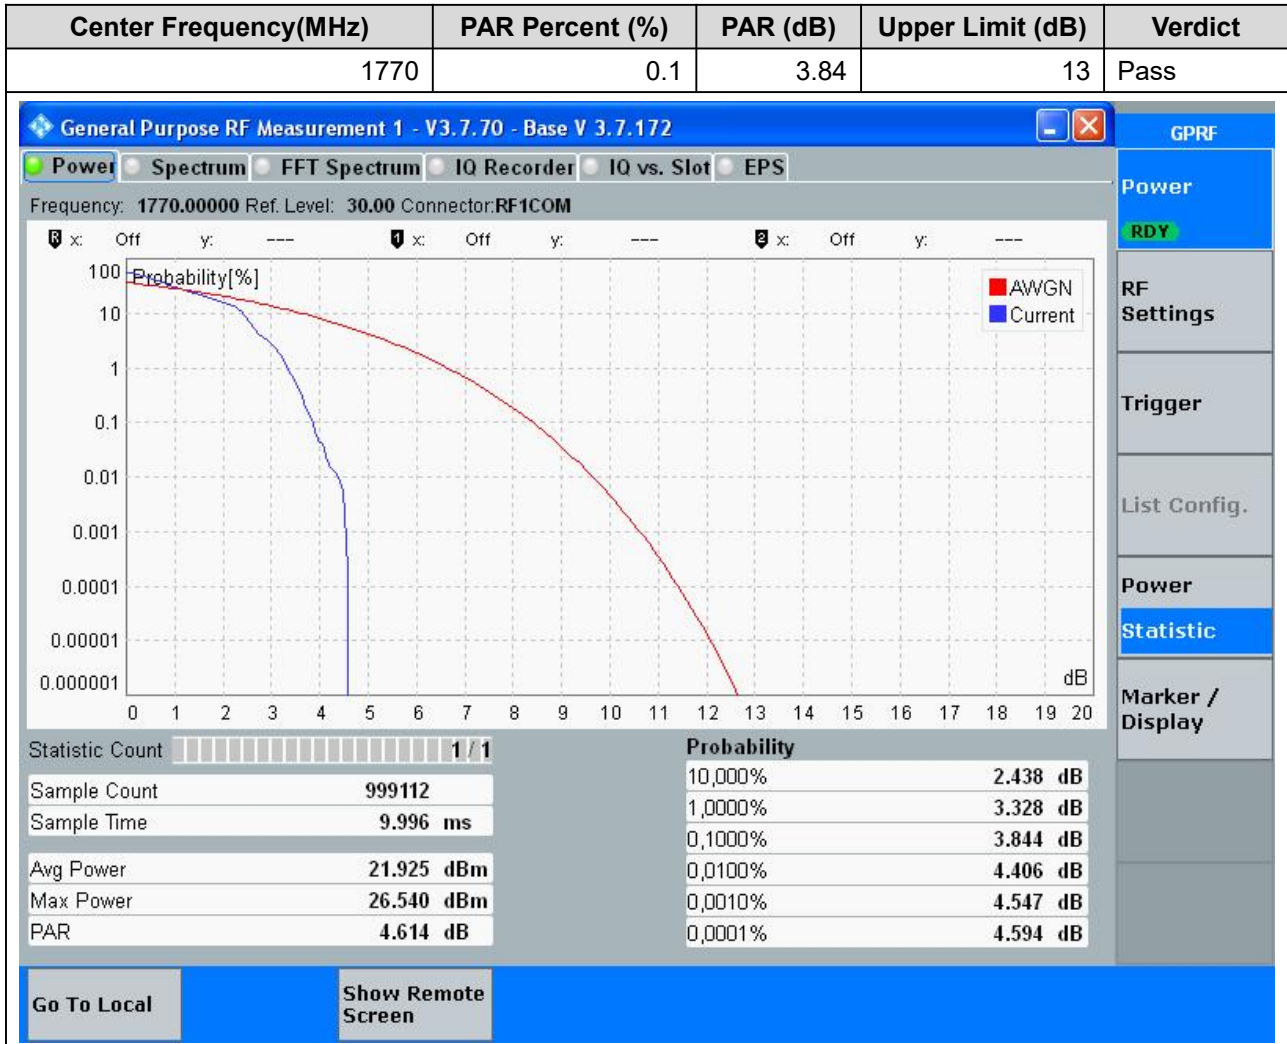 Center Frequency(MHz) PAR Percent (%) PAR (dB) Upper Limit (dB) Verdict
1770 0.1 3.84 13 Pass
General Purpose RF Measurement 1 - V3.7.70 - Base V 3.7.172
GPRF
Power Spectrum FFT Spectrum IQ Recorder IQ vs. Slot EPS
Power
RDY
Frequency: 1770.00000 Ref. Level: 30.00 Connector:RF1COM
R x: Off y: --- 1 x: Off y: --- 2 x: Off y: ---
Probability[%]
AWGN
Current
100
10
1
0.1
0.01
0.001
0.0001
0.00001
0.000001
dB
0 1 2 3 4 5 6 7 8 9 10 11 12 13 14 15 16 17 18 19 20
RF
Settings
Trigger
List Config.
Power
Statistic
Marker /
Display
Statistic Count 1 / 1
Sample Count 999112
Sample Time 9.996 ms
Avg Power 21.925 dBm
Max Power 26.540 dBm
PAR 4.614 dB
Probability
10,000% 2.438 dB
1,0000% 3.328 dB
0,1000% 3.844 dB
0,0100% 4.406 dB
0,0010% 4.547 dB
0,0001% 4.594 dB
Go To Local
Show Remote
Screen